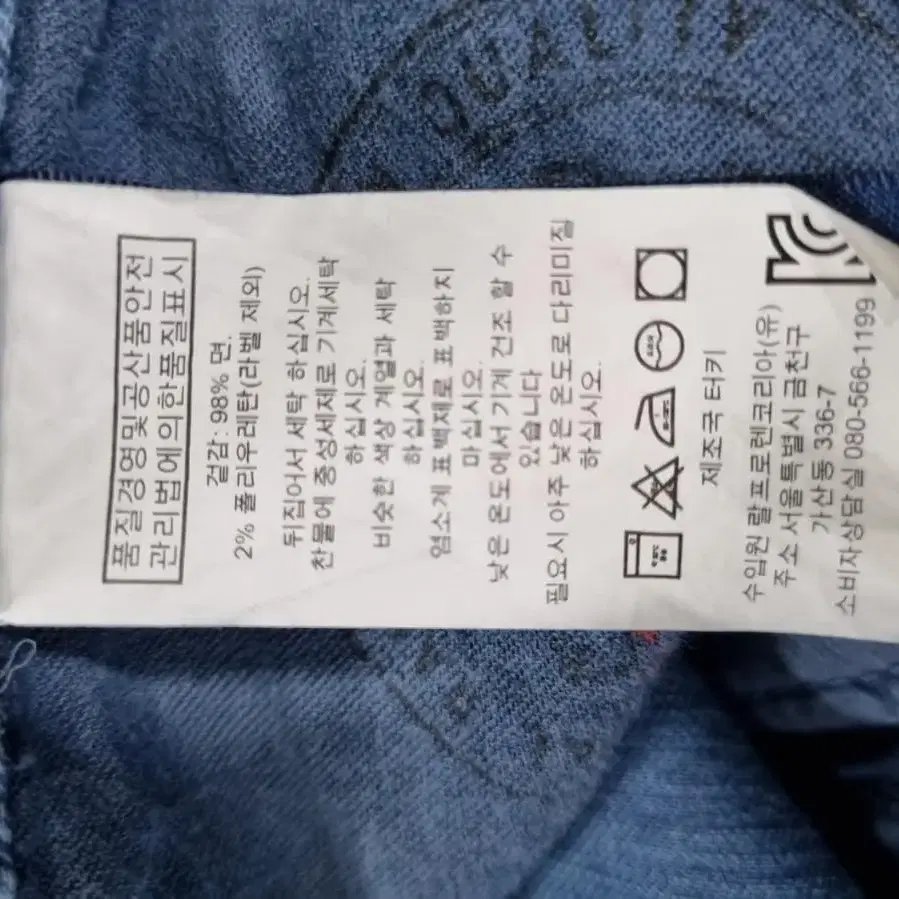 QUALITY
품질경영및공산품안전
관리법에의한품질표시
겉감: 98% 면.
2% 폴리우레탄(라벨 제외)
뒤집어서 세탁 하십시오.
찬물에 중성세제로 기계세탁
하십시오.
비슷한 색상 계열과 세탁
하십시오.
염소계 표백제로 표백하지
마십시오.
낮은 온도에서 기계 건조 할 수
있습니다
필요시 아주 낮은 온도로 다리미질
하십시오.
제조국 터키
수입원 랄프로렌코리아(유)
주소 서울특별시 금천구
가산동 336-7
소비자상담실 080-566-1199